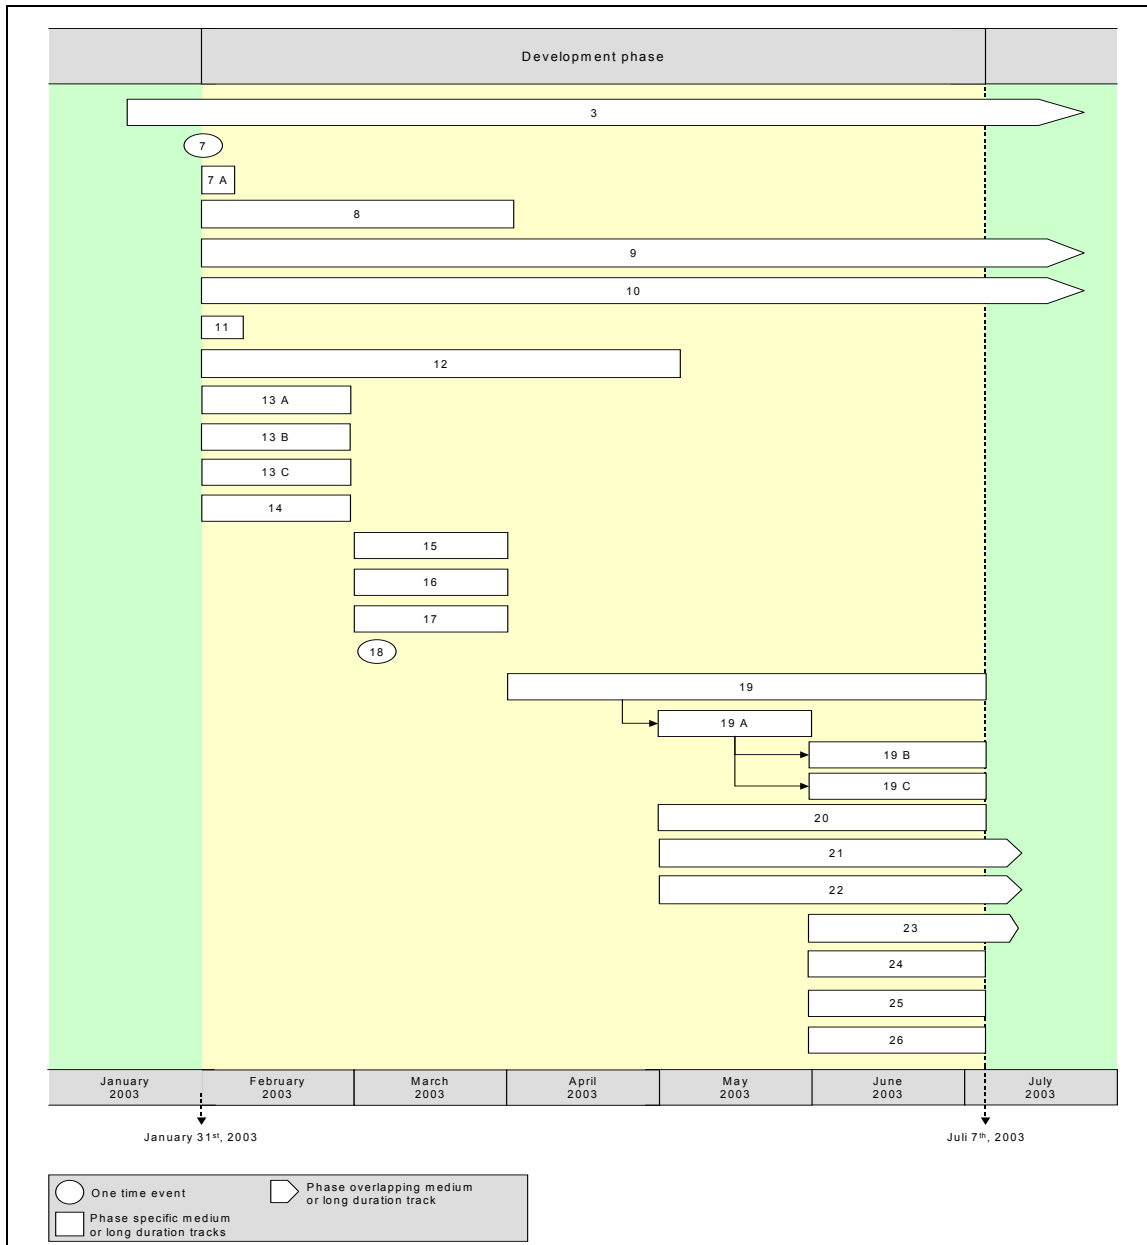 Development phase
3
7
7 A
8
9
10
11
12
13 A
13 B
13 C
14
15
16
17
18
19
19 A
19 B
19 C
20
21
22
23
24
25
26
January
2003
February
2003
March
2003
April
2003
May
2003
June
2003
July
2003
January 31st, 2003
Juli 7th, 2003
One time event
Phase overlapping medium
or long duration track
Phase specific medium
or long duration tracks